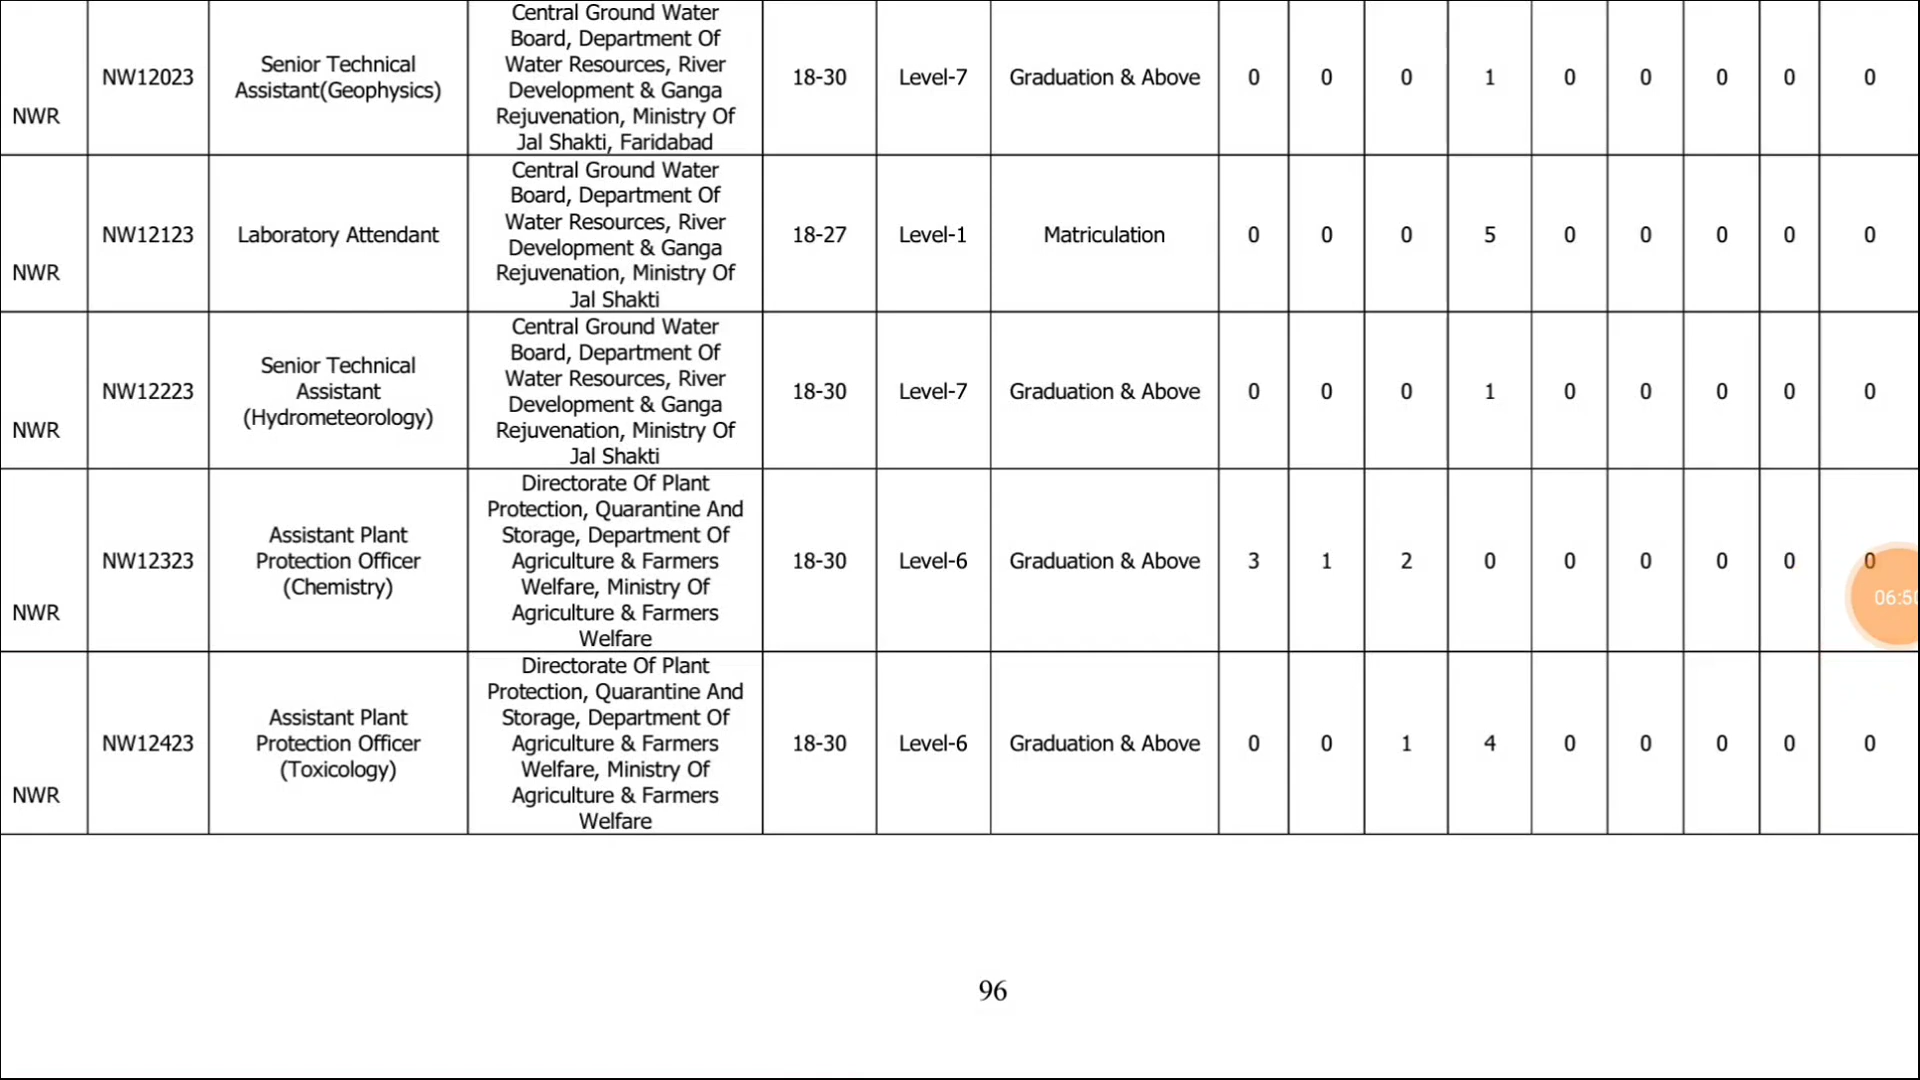 NWR
NW12023
Senior Technical
Assistant(Geophysics)
Central Ground Water
Board, Department Of
Water Resources, River
Development & Ganga
Rejuvenation, Ministry Of
Jal Shakti, Faridabad
18-30
Level-7
Graduation & Above
0 0 0 1 0 0 0 0 0
NWR
NW12123
Laboratory Attendant
Central Ground Water
Board, Department Of
Water Resources, River
Development & Ganga
Rejuvenation, Ministry Of
Jal Shakti
18-27
Level-1
Matriculation
0 0 0 5 0 0 0 0 0
NWR
NW12223
Senior Technical
Assistant
(Hydrometeorology)
Central Ground Water
Board, Department Of
Water Resources, River
Development & Ganga
Rejuvenation, Ministry Of
Jal Shakti
18-30
Level-7
Graduation & Above
0 0 0 1 0 0 0 0 0
NWR
NW12323
Assistant Plant
Protection Officer
(Chemistry)
Directorate Of Plant
Protection, Quarantine And
Storage, Department Of
Agriculture & Farmers
Welfare, Ministry Of
Agriculture & Farmers
Welfare
18-30
Level-6
Graduation & Above
3 1 2 0 0 0 0 0 0
06:50
NWR
NW12423
Assistant Plant
Protection Officer
(Toxicology)
Directorate Of Plant
Protection, Quarantine And
Storage, Department Of
Agriculture & Farmers
Welfare, Ministry Of
Agriculture & Farmers
Welfare
18-30
Level-6
Graduation & Above
0 0 1 4 0 0 0 0 0
96